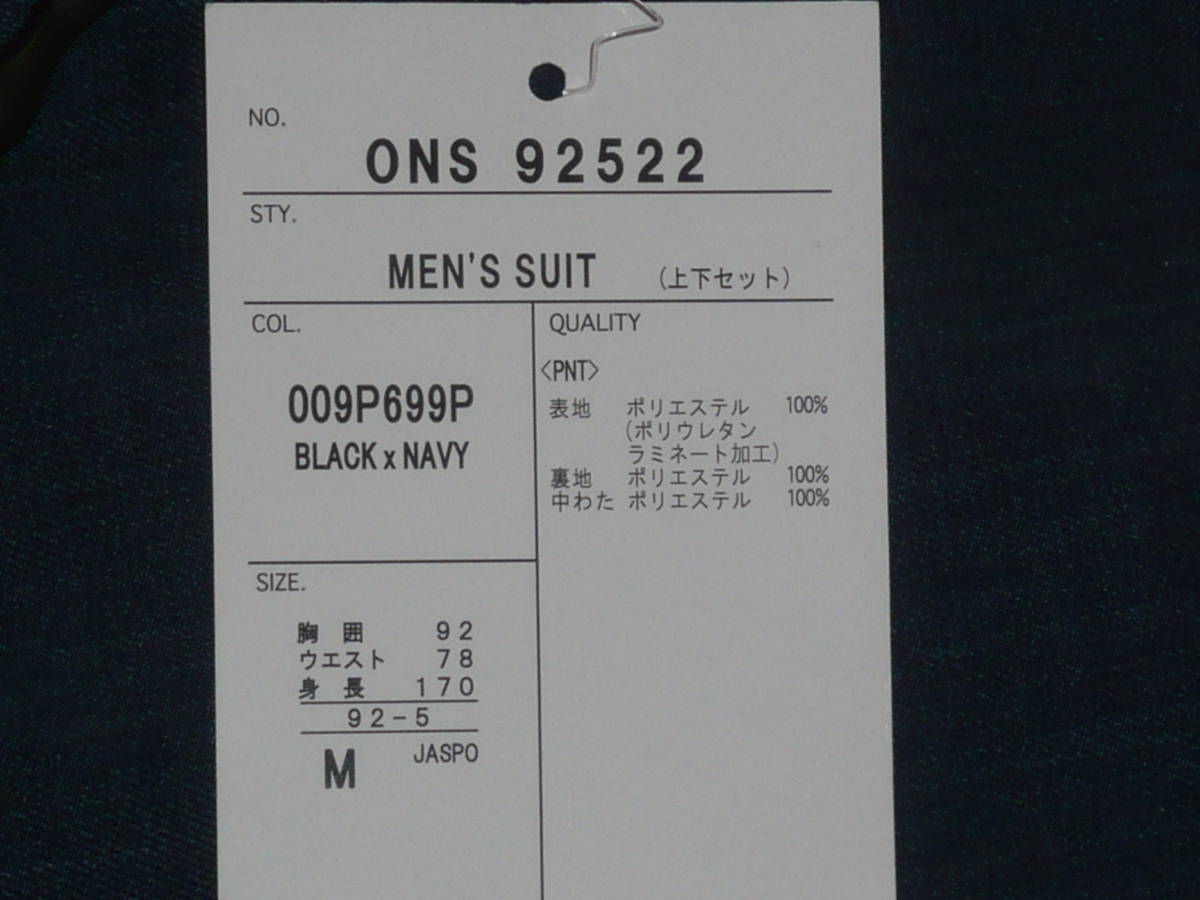 NO.
ONS 92522
STY.
MEN'S SUIT (上下セット)
COL.
009P699P
BLACK x NAVY
QUALITY
〈PNT〉
表地 ポリエステル 100%
(ポリウレタン
ラミネート加工)
裏地 ポリエステル 100%
中わた ポリエステル 100%
SIZE.
胸囲 92
ウエスト 78
身長 170
92-5
M JASPO